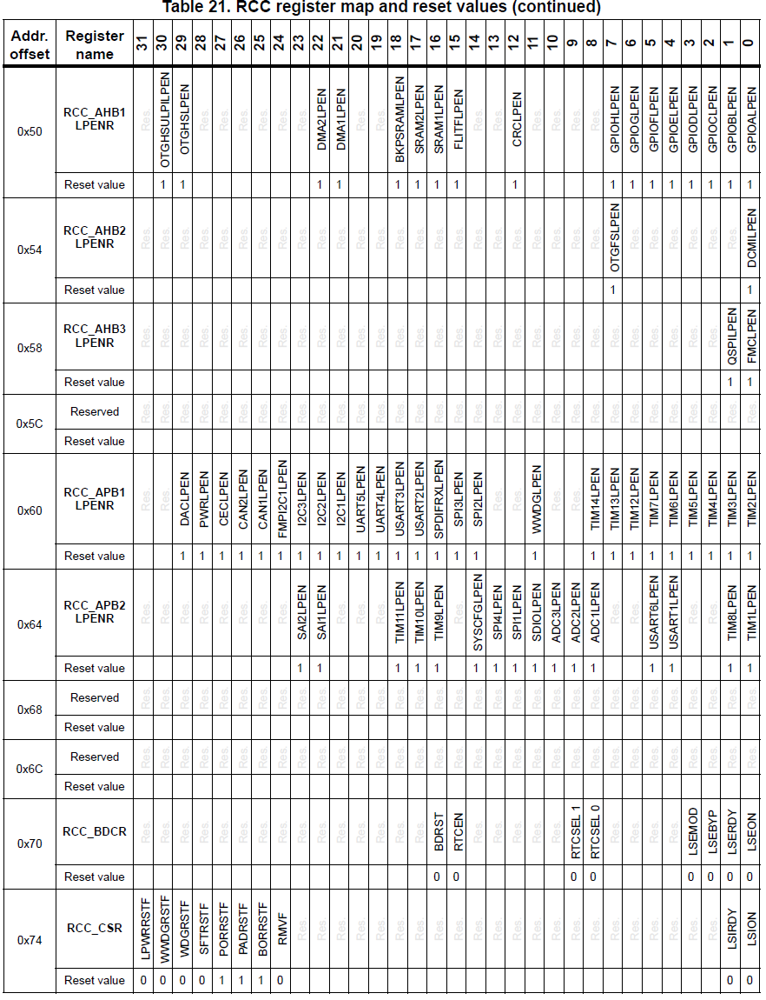 Table 21. RCC register map and reset values (continued)
Addr. offset Register name 31 30 29 28 27 26 25 24 23 22 21 20 19 18 17 16 15 14 13 12 11 10 9 8 7 6 5 4 3 2 1 0
0x50 RCC_AHB1 LPENR Res. OTGHSULPILPEN OTGHSLPEN Res. Res. Res. Res. Res. Res. DMA2LPEN DMA1LPEN Res. Res. BKPSRAMLPEN SRAM2LPEN SRAM1LPEN FLITFLPEN Res. Res. CRCLPEN Res. Res. Res. Res. GPIOHLPEN GPIOGLPEN GPIOFLPEN GPIOELPEN GPIODLPEN GPIOCLPEN GPIOBLPEN GPIOALPEN
Reset value 1 1 1 1 1 1 1 1 1 1 1 1 1 1 1 1 1
0x54 RCC_AHB2 LPENR Res. Res. Res. Res. Res. Res. Res. Res. Res. Res. Res. Res. Res. Res. Res. Res. Res. Res. Res. Res. Res. Res. Res. Res. OTGFSLPEN Res. Res. Res. Res. Res. Res. DCMILPEN
Reset value 1 1
0x58 RCC_AHB3 LPENR Res. Res. Res. Res. Res. Res. Res. Res. Res. Res. Res. Res. Res. Res. Res. Res. Res. Res. Res. Res. Res. Res. Res. Res. Res. Res. Res. Res. Res. Res. QSPILPEN FMCLPEN
Reset value 1 1
0x5C Reserved Res. Res. Res. Res. Res. Res. Res. Res. Res. Res. Res. Res. Res. Res. Res. Res. Res. Res. Res. Res. Res. Res. Res. Res. Res. Res. Res. Res. Res. Res. Res. Res.
Reset value
0x60 RCC_APB1 LPENR Res. Res. DACLPEN PWRLPEN CECLPEN CAN2LPEN CAN1LPEN FMPI2C1LPEN I2C3LPEN I2C2LPEN I2C1LPEN UART5LPEN UART4LPEN USART3LPEN USART2LPEN SPDIFRXLPEN SPI3LPEN SPI2LPEN Res. Res. WWDGLPEN Res. Res. TIM14LPEN TIM13LPEN TIM12LPEN TIM7LPEN TIM6LPEN TIM5LPEN TIM4LPEN TIM3LPEN TIM2LPEN
Reset value 1 1 1 1 1 1 1 1 1 1 1 1 1 1 1 1 1 1 1 1 1 1 1 1 1 1
0x64 RCC_APB2 LPENR Res. Res. Res. Res. Res. Res. Res. Res. SAI2LPEN SAI1LPEN Res. Res. Res. TIM11LPEN TIM10LPEN TIM9LPEN Res. SYSCFGLPEN SPI4LPEN SPI1LPEN SDIOLPEN ADC3LPEN ADC2LPEN ADC1LPEN Res. Res. USART6LPEN USART1LPEN Res. Res. TIM8LPEN TIM1LPEN
Reset value 1 1 1 1 1 1 1 1 1 1 1 1 1 1 1 1
0x68 Reserved Res. Res. Res. Res. Res. Res. Res. Res. Res. Res. Res. Res. Res. Res. Res. Res. Res. Res. Res. Res. Res. Res. Res. Res. Res. Res. Res. Res. Res. Res. Res. Res.
Reset value
0x6C Reserved Res. Res. Res. Res. Res. Res. Res. Res. Res. Res. Res. Res. Res. Res. Res. Res. Res. Res. Res. Res. Res. Res. Res. Res. Res. Res. Res. Res. Res. Res. Res. Res.
Reset value
0x70 RCC_BDCR Res. Res. Res. Res. Res. Res. Res. Res. Res. Res. Res. Res. Res. Res. Res. BDRST RTCEN Res. Res. Res. Res. Res. RTCSEL 1 RTCSEL 0 Res. Res. Res. Res. LSEMOD LSEBYP LSERDY LSEON
Reset value 0 0 0 0 0 0 0 0
0x74 RCC_CSR LPWRRSTF WWDGRSTF WDGRSTF SFTRSTF PORRSTF PADRSTF BORRSTF RMVF Res. Res. Res. Res. Res. Res. Res. Res. Res. Res. Res. Res. Res. Res. Res. Res. Res. Res. Res. Res. Res. Res. LSIRDY LSION
Reset value 0 0 0 0 1 1 1 0 0 0